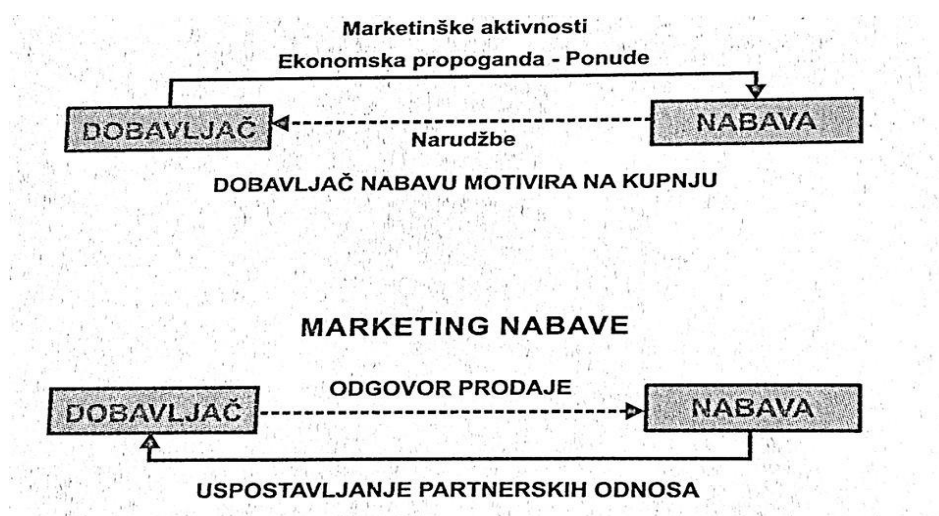 Marketinške aktivnosti
Ekonomska propoganda - Ponude
DOBAVLJAČ
NABAVA
Narudžbe
DOBAVLJAČ NABAVU MOTIVIRA NA KUPNJU
MARKETING NABAVE
ODGOVOR PRODAJE
DOBAVLJAČ
NABAVA
USPOSTAVLJANJE PARTNERSKIH ODNOSA